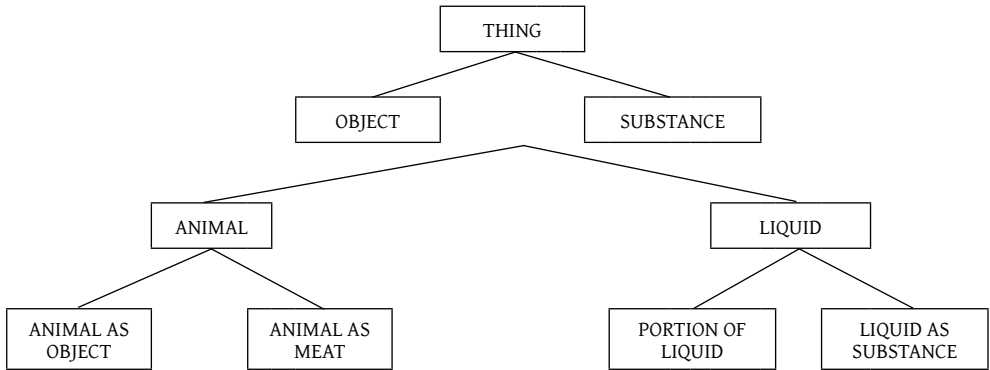 THING
OBJECT
SUBSTANCE
ANIMAL
LIQUID
ANIMAL AS
OBJECT
ANIMAL AS
MEAT
PORTION OF
LIQUID
LIQUID AS
SUBSTANCE